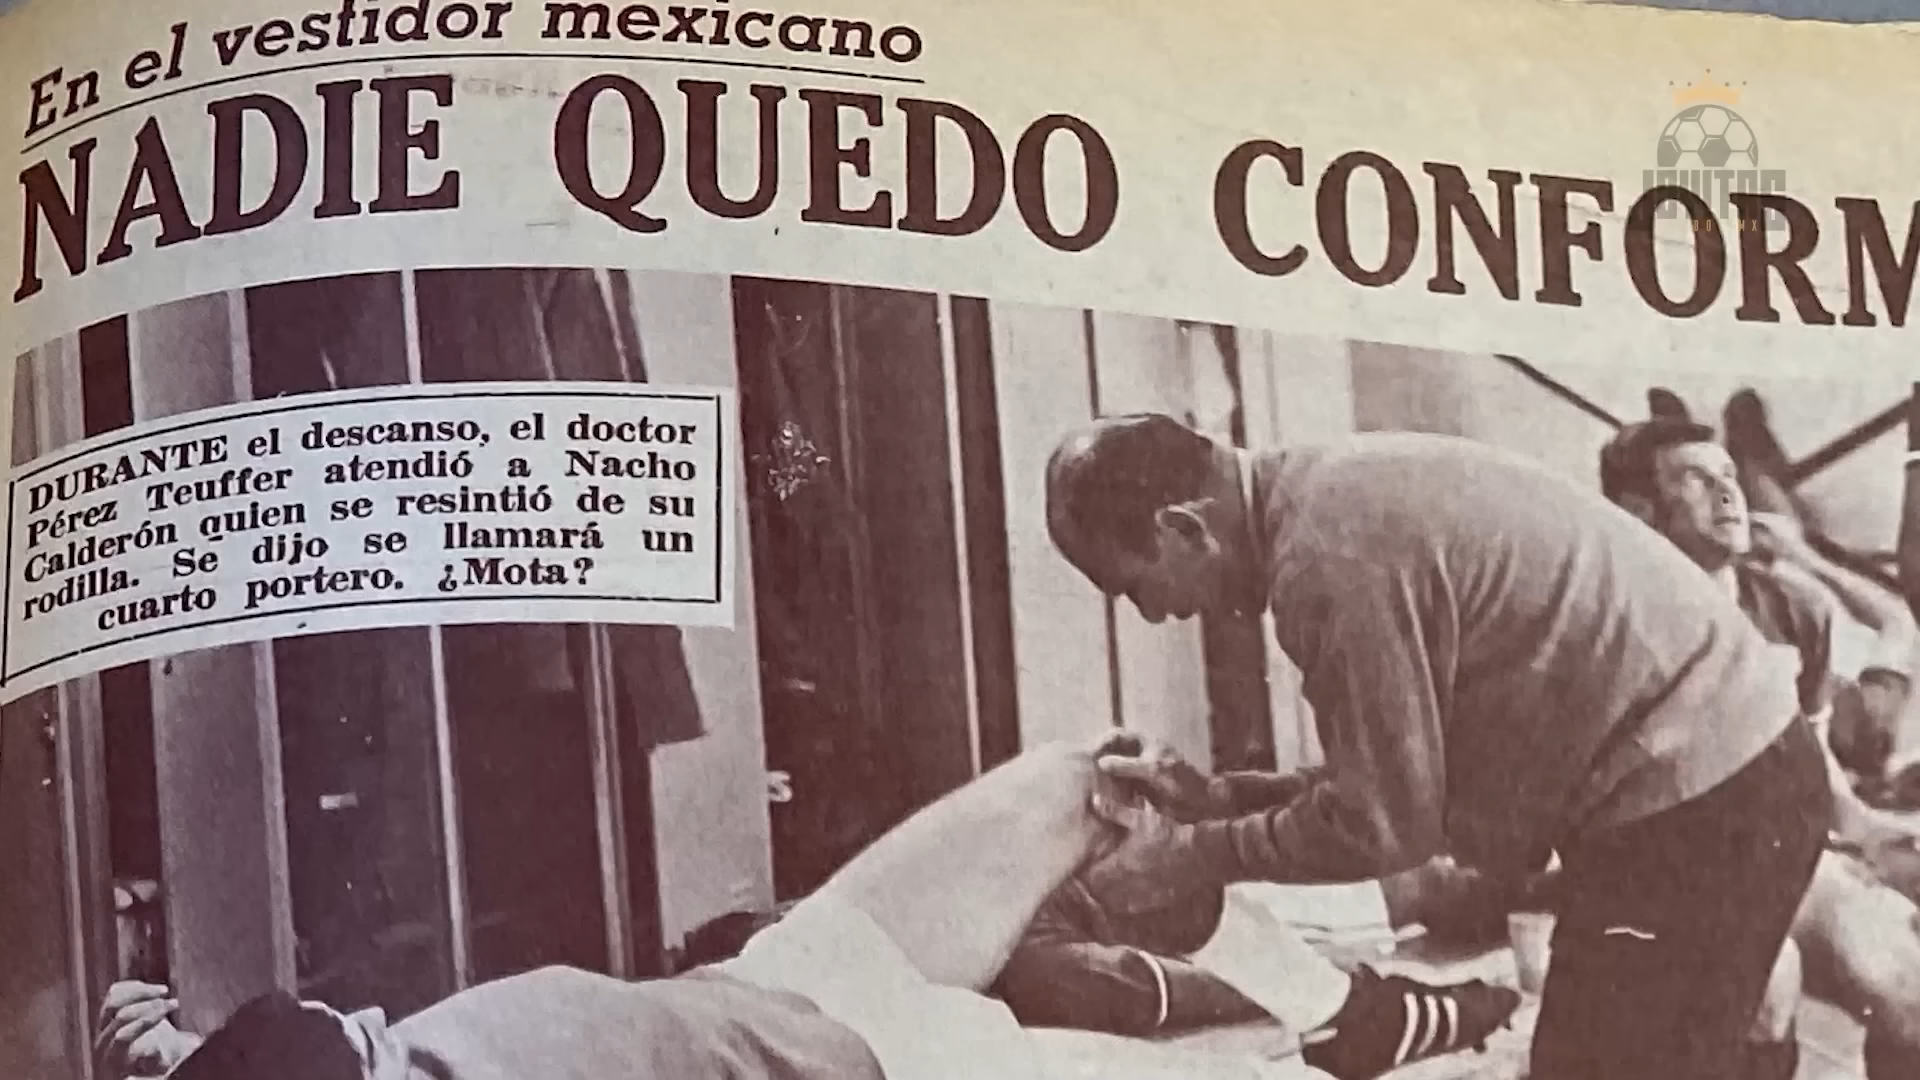 En el vestidor mexicano
NADIE QUEDO CONFORM
DURANTE el descanso, el doctor
Pérez Teuffer atendió a Nacho
Calderón quien se resintió de su
rodilla. Se dijo se llamará un
cuarto portero. ¿Mota?